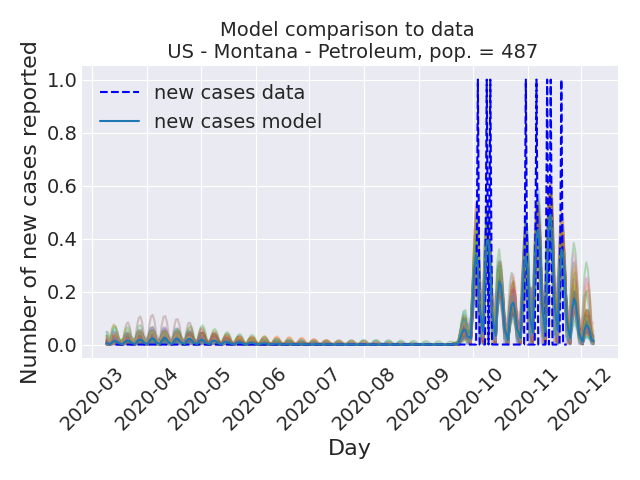 Model comparison to data
US - Montana - Petroleum, pop. = 487
Number of new cases reported
1.0
0.8
0.6
0.4
0.2
0.0
new cases data
new cases model
2020-03
2020-04
2020-05
2020-06
2020-07
2020-08
2020-09
2020-10
2020-11
2020-12
Day